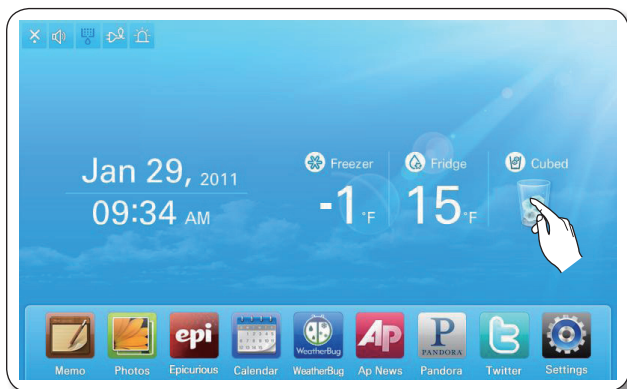 Freezer
Fridge
Cubed
Jan 29, 2011
-1 °F
15 °F
09:34 AM
epi
WeatherBug
AP
P
PANDORA
Memo
Photos
Epicurious
Calendar
WeatherBug
Ap News
Pandora
Twitter
Settings